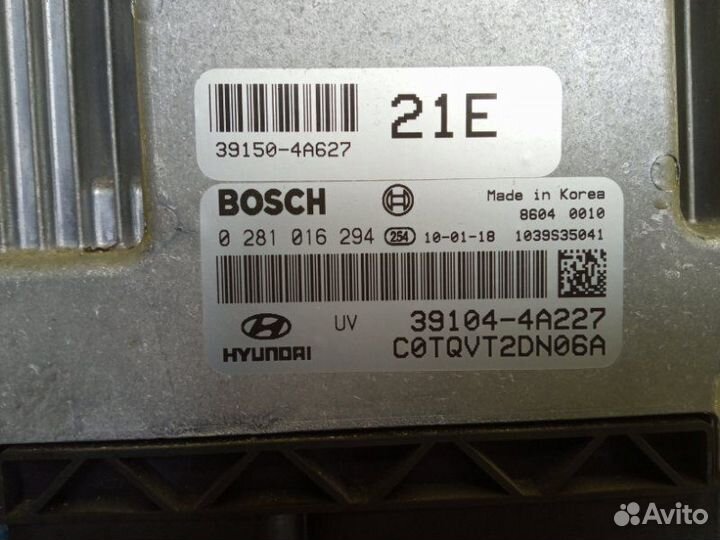 21E
39150-4A627
BOSCH
Made in Korea
8604 0010
0 281 016 294 254 10-01-18 1039S35041
UV 39104-4A227
HYUNDAI C0TQVT2DN06A
Avito